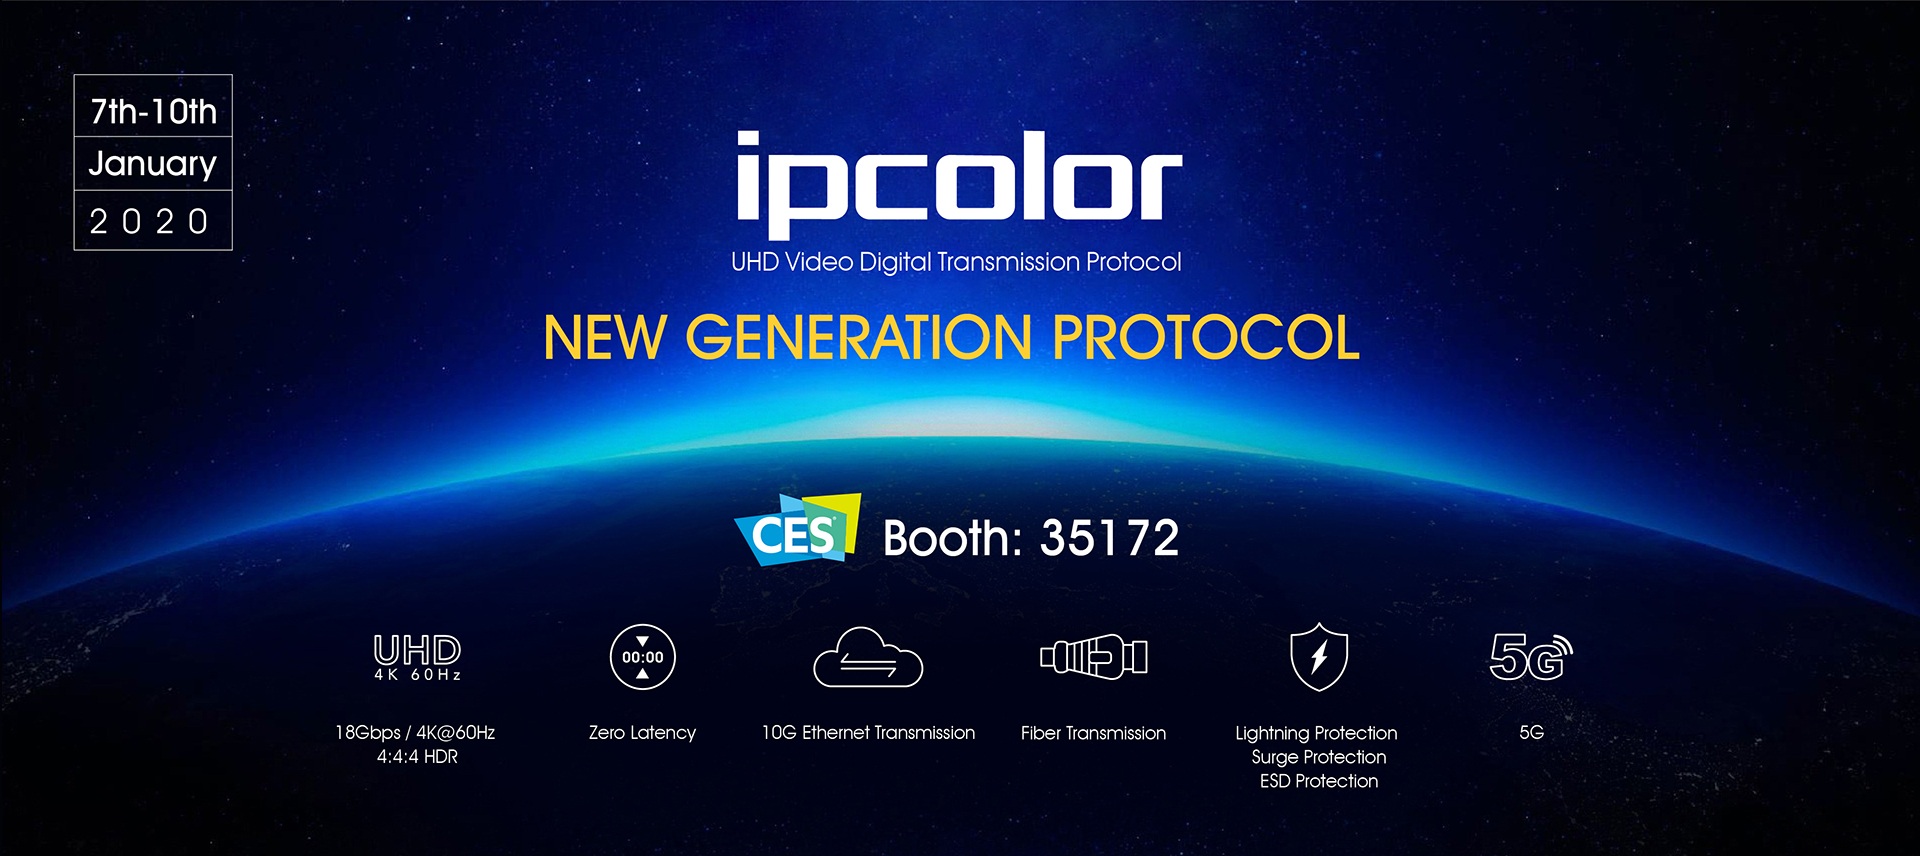 7th-10th
January
2020
ipcolor
UHD Video Digital Transmission Protocol
NEW GENERATION PROTOCOL
CES Booth: 35172
UHD
4K 60Hz
00:00
5G
18Gbps / 4K@60Hz
4:4:4 HDR
Zero Latency
10G Ethernet Transmission
Fiber Transmission
Lightning Protection
Surge Protection
ESD Protection
5G